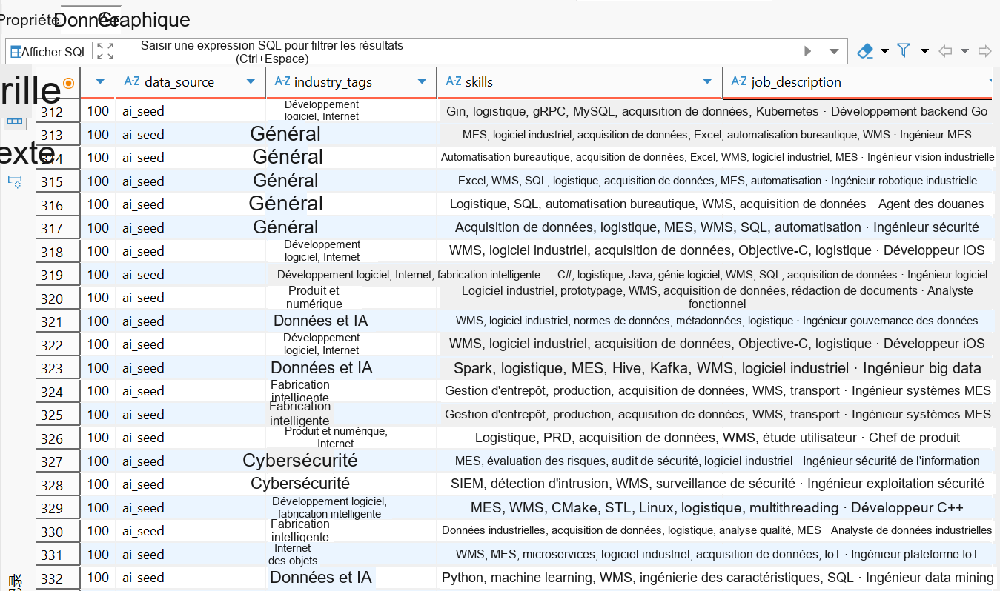 Propriété Données Graphique
Afficher SQL Saisir une expression SQL pour filtrer les résultats
(Ctrl+Espace)
rille data_source industry_tags skills job_description
312 100 ai_seed Développement logiciel, Internet Gin, logistique, gRPC, MySQL, acquisition de données, Kubernetes · Développement backend Go
313 100 ai_seed Général MES, logiciel industriel, acquisition de données, Excel, automatisation bureautique, WMS · Ingénieur MES
exte
314 100 ai_seed Général Automatisation bureautique, acquisition de données, Excel, WMS, logiciel industriel, MES · Ingénieur vision industrielle
315 100 ai_seed Général Excel, WMS, SQL, logistique, acquisition de données, MES, automatisation · Ingénieur robotique industrielle
316 100 ai_seed Général Logistique, SQL, automatisation bureautique, WMS, acquisition de données · Agent des douanes
317 100 ai_seed Général Acquisition de données, logistique, MES, WMS, SQL, automatisation · Ingénieur sécurité
318 100 ai_seed Développement logiciel, Internet WMS, logiciel industriel, acquisition de données, Objective-C, logistique · Développeur iOS
319 100 ai_seed Développement logiciel, Internet, fabrication intelligente — C#, logistique, Java, génie logiciel, WMS, SQL, acquisition de données · Ingénieur logiciel
320 100 ai_seed Produit et numérique Logiciel industriel, prototypage, WMS, acquisition de données, rédaction de documents · Analyste fonctionnel
321 100 ai_seed Données et IA WMS, logiciel industriel, normes de données, métadonnées, logistique · Ingénieur gouvernance des données
322 100 ai_seed Développement logiciel, Internet WMS, logiciel industriel, acquisition de données, Objective-C, logistique · Développeur iOS
323 100 ai_seed Données et IA Spark, logistique, MES, Hive, Kafka, WMS, logiciel industriel · Ingénieur big data
324 100 ai_seed Fabrication intelligente Gestion d'entrepôt, production, acquisition de données, WMS, transport · Ingénieur systèmes MES
325 100 ai_seed Fabrication intelligente Gestion d'entrepôt, production, acquisition de données, WMS, transport · Ingénieur systèmes MES
326 100 ai_seed Produit et numérique, Internet Logistique, PRD, acquisition de données, WMS, étude utilisateur · Chef de produit
327 100 ai_seed Cybersécurité MES, évaluation des risques, audit de sécurité, logiciel industriel · Ingénieur sécurité de l'information
328 100 ai_seed Cybersécurité SIEM, détection d'intrusion, WMS, surveillance de sécurité · Ingénieur exploitation sécurité
329 100 ai_seed Développement logiciel, fabrication intelligente MES, WMS, CMake, STL, Linux, logistique, multithreading · Développeur C++
330 100 ai_seed Fabrication intelligente Données industrielles, acquisition de données, logistique, analyse qualité, MES · Analyste de données industrielles
331 100 ai_seed Internet des objets WMS, MES, microservices, logiciel industriel, acquisition de données, IoT · Ingénieur plateforme IoT
332 100 ai_seed Données et IA Python, machine learning, WMS, ingénierie des caractéristiques, SQL · Ingénieur data mining